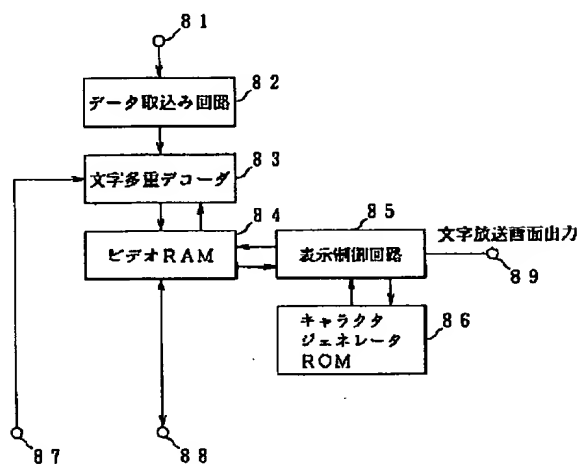 81
82
データ取込み回路
83
文字多重デコーダ
84
ビデオRAM
85
表示制御回路
文字放送画面出力
89
キャラクタ
ジェネレータ
ROM
86
87
88